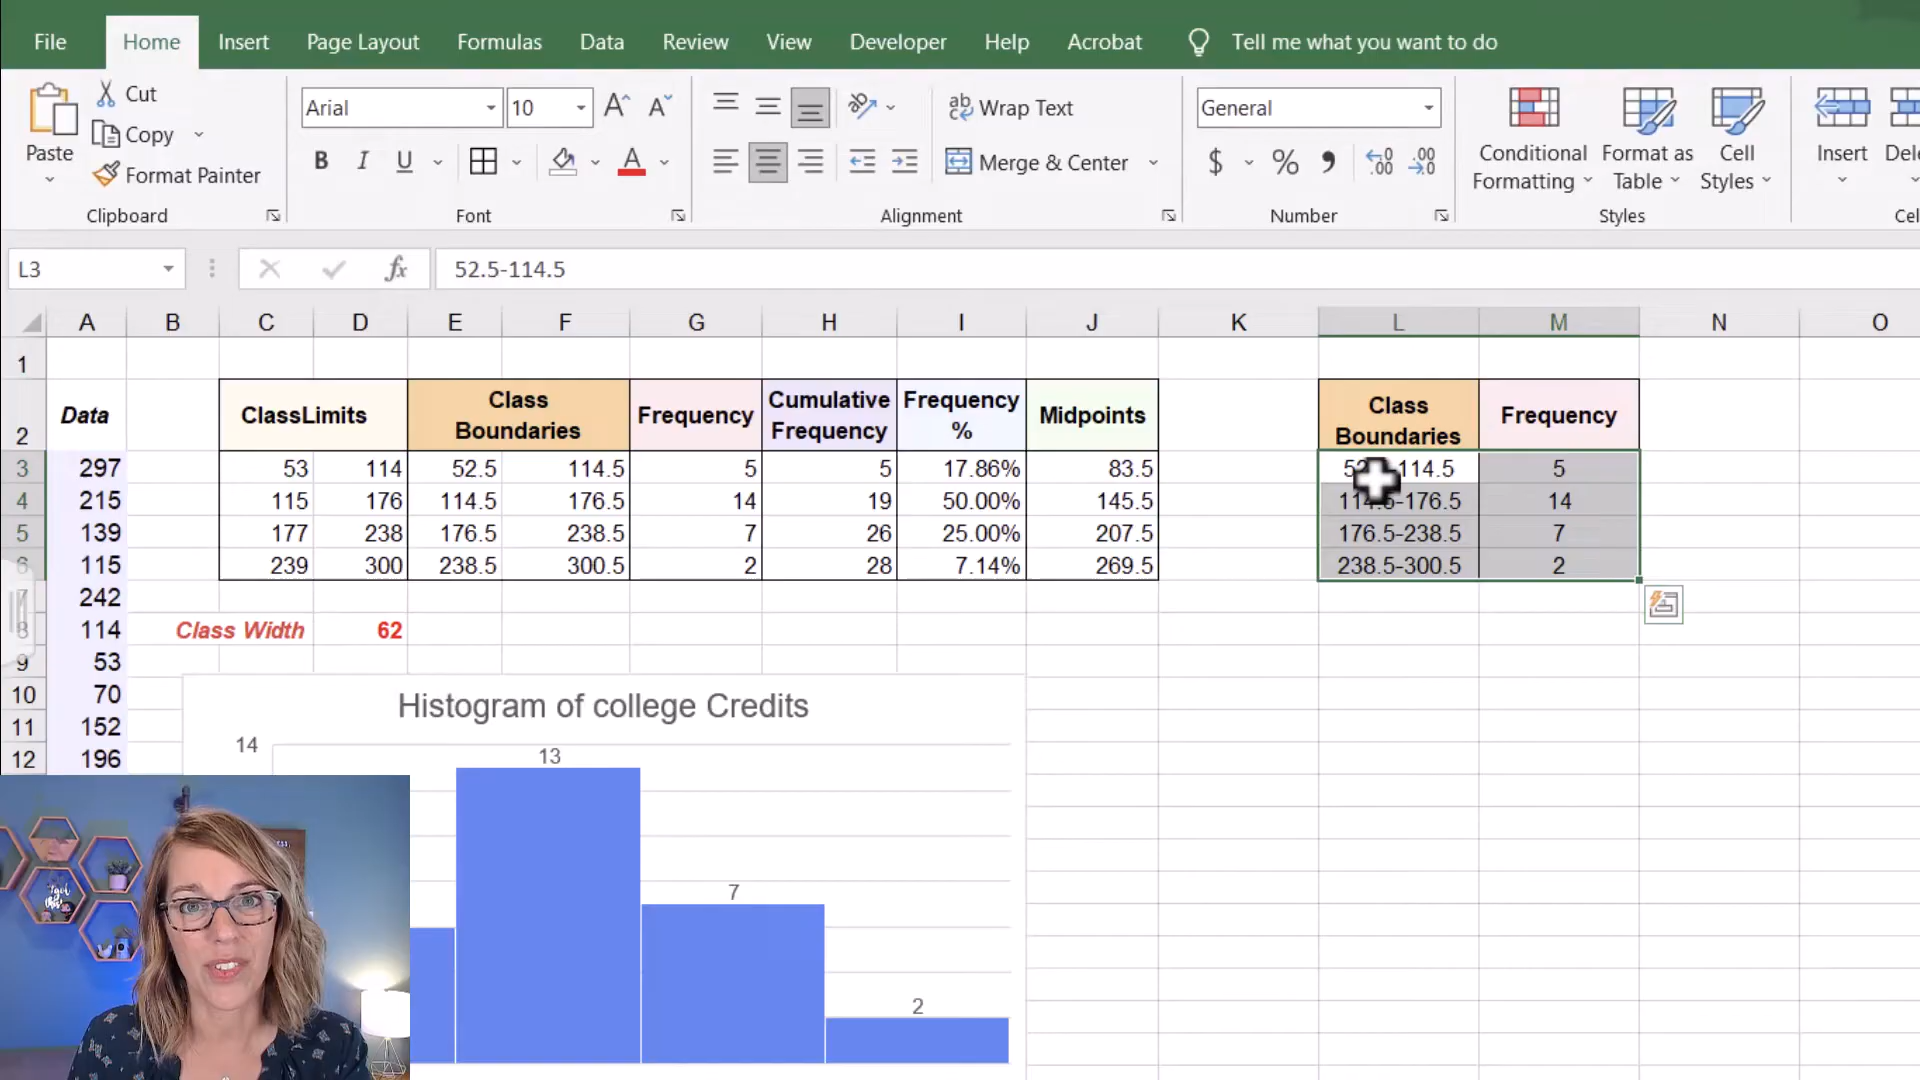 File Home Insert Page Layout Formulas Data Review View Developer Help Acrobat Tell me what you want to do
Cut
Copy
Format Painter
Paste
Clipboard
Arial 10
B I U A
Font
Wrap Text
Merge & Center
Alignment
General
$ %
Number
Conditional Formatting
Format as Table
Cell Styles
Styles
Insert
L3 fx 52.5-114.5
A B C D E F G H I J K L M N O
1
2 Data ClassLimits Class Boundaries Frequency Cumulative Frequency Frequency % Midpoints Class Boundaries Frequency
3 297 53 114 52.5 114.5 5 5 17.86% 83.5 114.5 5
4 215 115 176 114.5 176.5 14 19 50.00% 145.5 114.5-176.5 14
5 139 177 238 176.5 238.5 7 26 25.00% 207.5 176.5-238.5 7
6 115 239 300 238.5 300.5 2 28 7.14% 269.5 238.5-300.5 2
7 242
8 114 Class Width 62
9 53
10 70
11 152
12 196
Histogram of college Credits
14
13
7
2